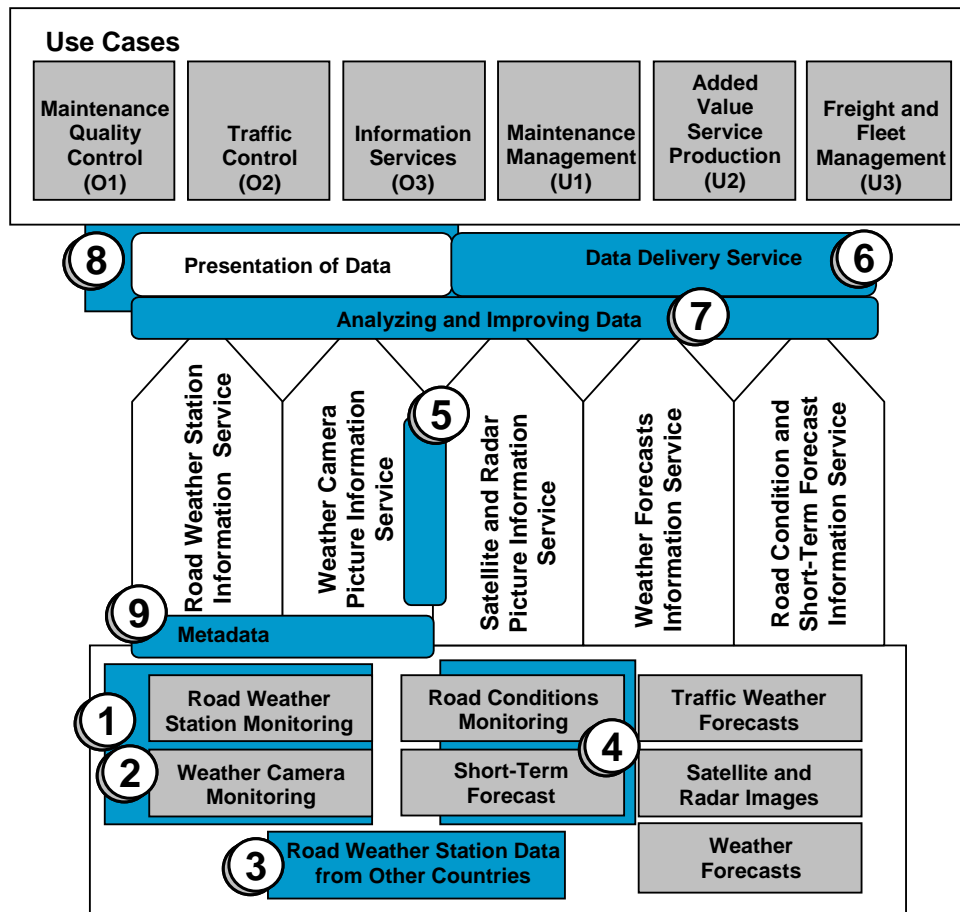 Use Cases
Maintenance
Quality
Control
(O1)
Traffic
Control
(O2)
Information
Services
(O3)
Maintenance
Management
(U1)
Added
Value
Service
Production
(U2)
Freight and
Fleet
Management
(U3)
8
Presentation of Data
Data Delivery Service
6
Analyzing and Improving Data
7
Road Weather Station
Information Service
Weather Camera
Picture Information
Service
5
Satellite and Radar
Picture Information
Service
Weather Forecasts
Information Service
Road Condition and
Short-Term Forecast
Information Service
9
Metadada
1
Road Weather
Station Monitoring
2
Weather Camera
Monitoring
Road Conditions
Monitoring
4
Short-Term
Forecast
Traffic Weather
Forecasts
Satellite and
Radar Images
Weather
Forecasts
3
Road Weather Station Data
from Other Countries